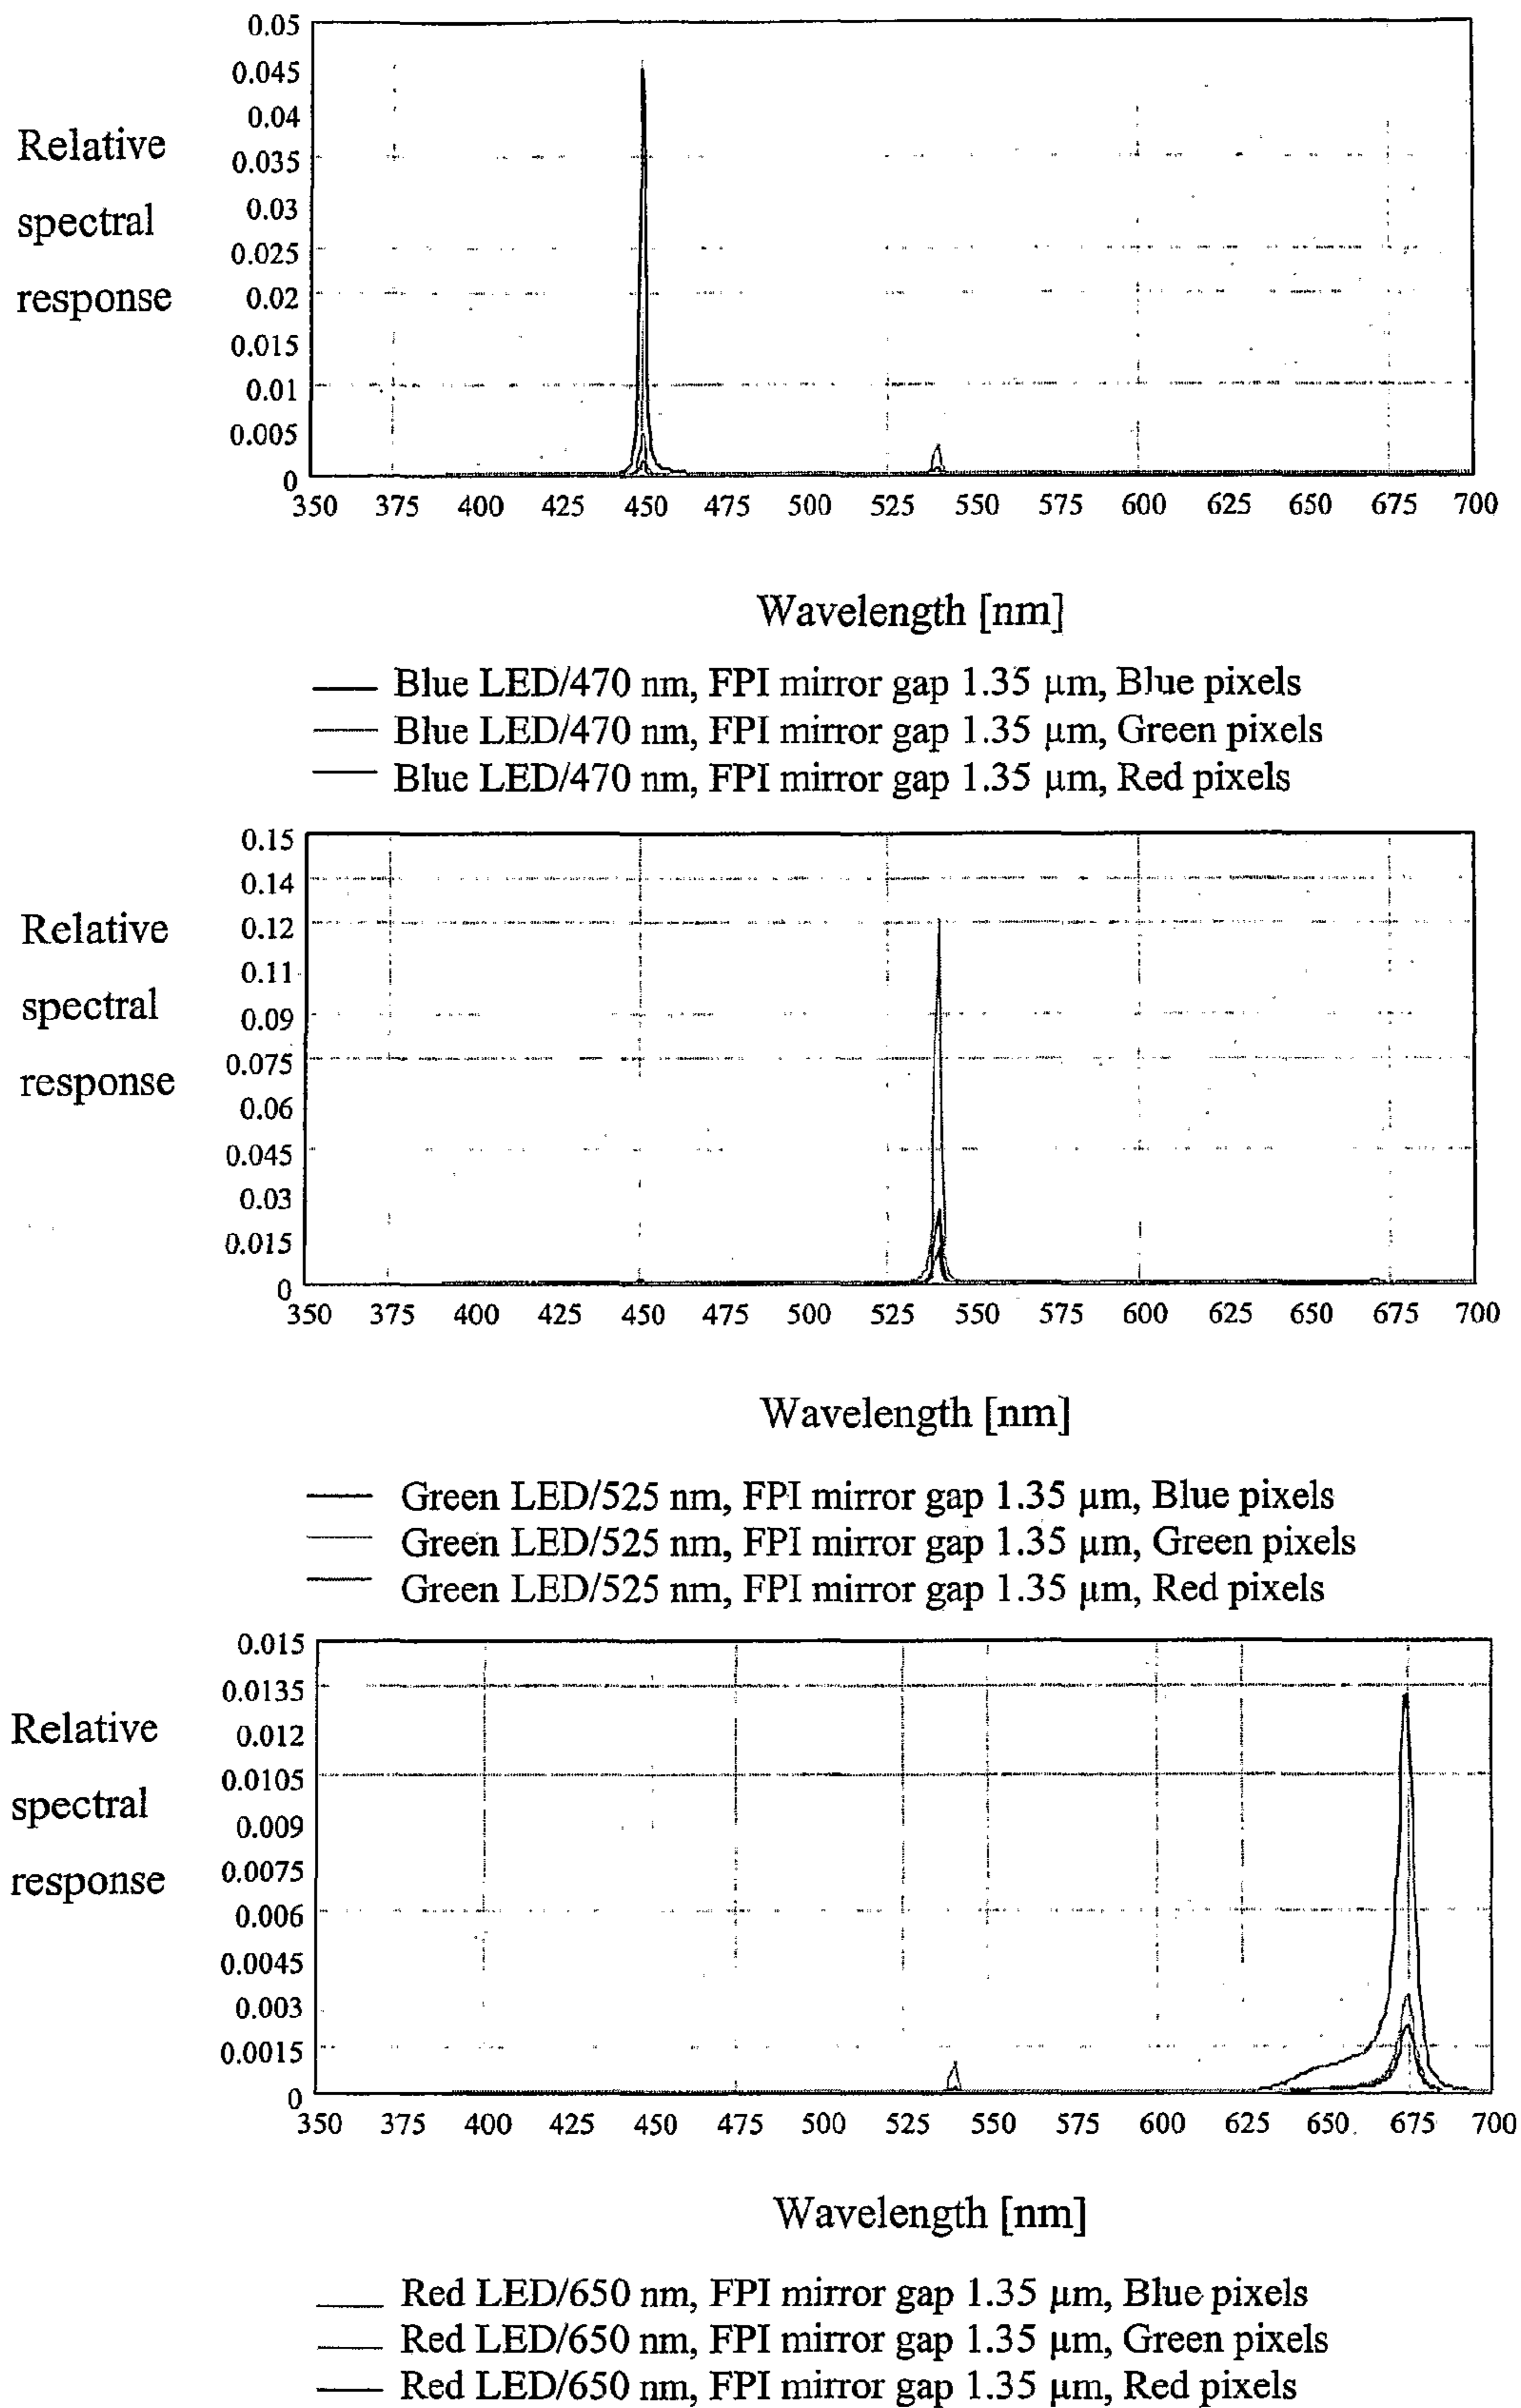 Relative
spectral
response
0.05
0.045
0.04
0.035
0.03
0.025
0.02
0.015
0.01
0.005
0
350 375 400 425 450 475 500 525 550 575 600 625 650 675 700
Wavelength [nm]
Blue LED/470 nm, FPI mirror gap 1.35 µm, Blue pixels
Blue LED/470 nm, FPI mirror gap 1.35 µm, Green pixels
Blue LED/470 nm, FPI mirror gap 1.35 µm, Red pixels
Relative
spectral
response
0.15
0.14
0.12
0.11
0.09
0.075
0.06
0.045
0.03
0.015
0
350 375 400 425 450 475 500 525 550 575 600 625 650 675 700
Wavelength [nm]
Green LED/525 nm, FPI mirror gap 1.35 µm, Blue pixels
Green LED/525 nm, FPI mirror gap 1.35 µm, Green pixels
Green LED/525 nm, FPI mirror gap 1.35 µm, Red pixels
Relative
spectral
response
0.015
0.0135
0.012
0.0105
0.009
0.0075
0.006
0.0045
0.003
0.0015
0
350 375 400 425 450 475 500 525 550 575 600 625 650 675 700
Wavelength [nm]
Red LED/650 nm, FPI mirror gap 1.35 µm, Blue pixels
Red LED/650 nm, FPI mirror gap 1.35 µm, Green pixels
Red LED/650 nm, FPI mirror gap 1.35 µm, Red pixels